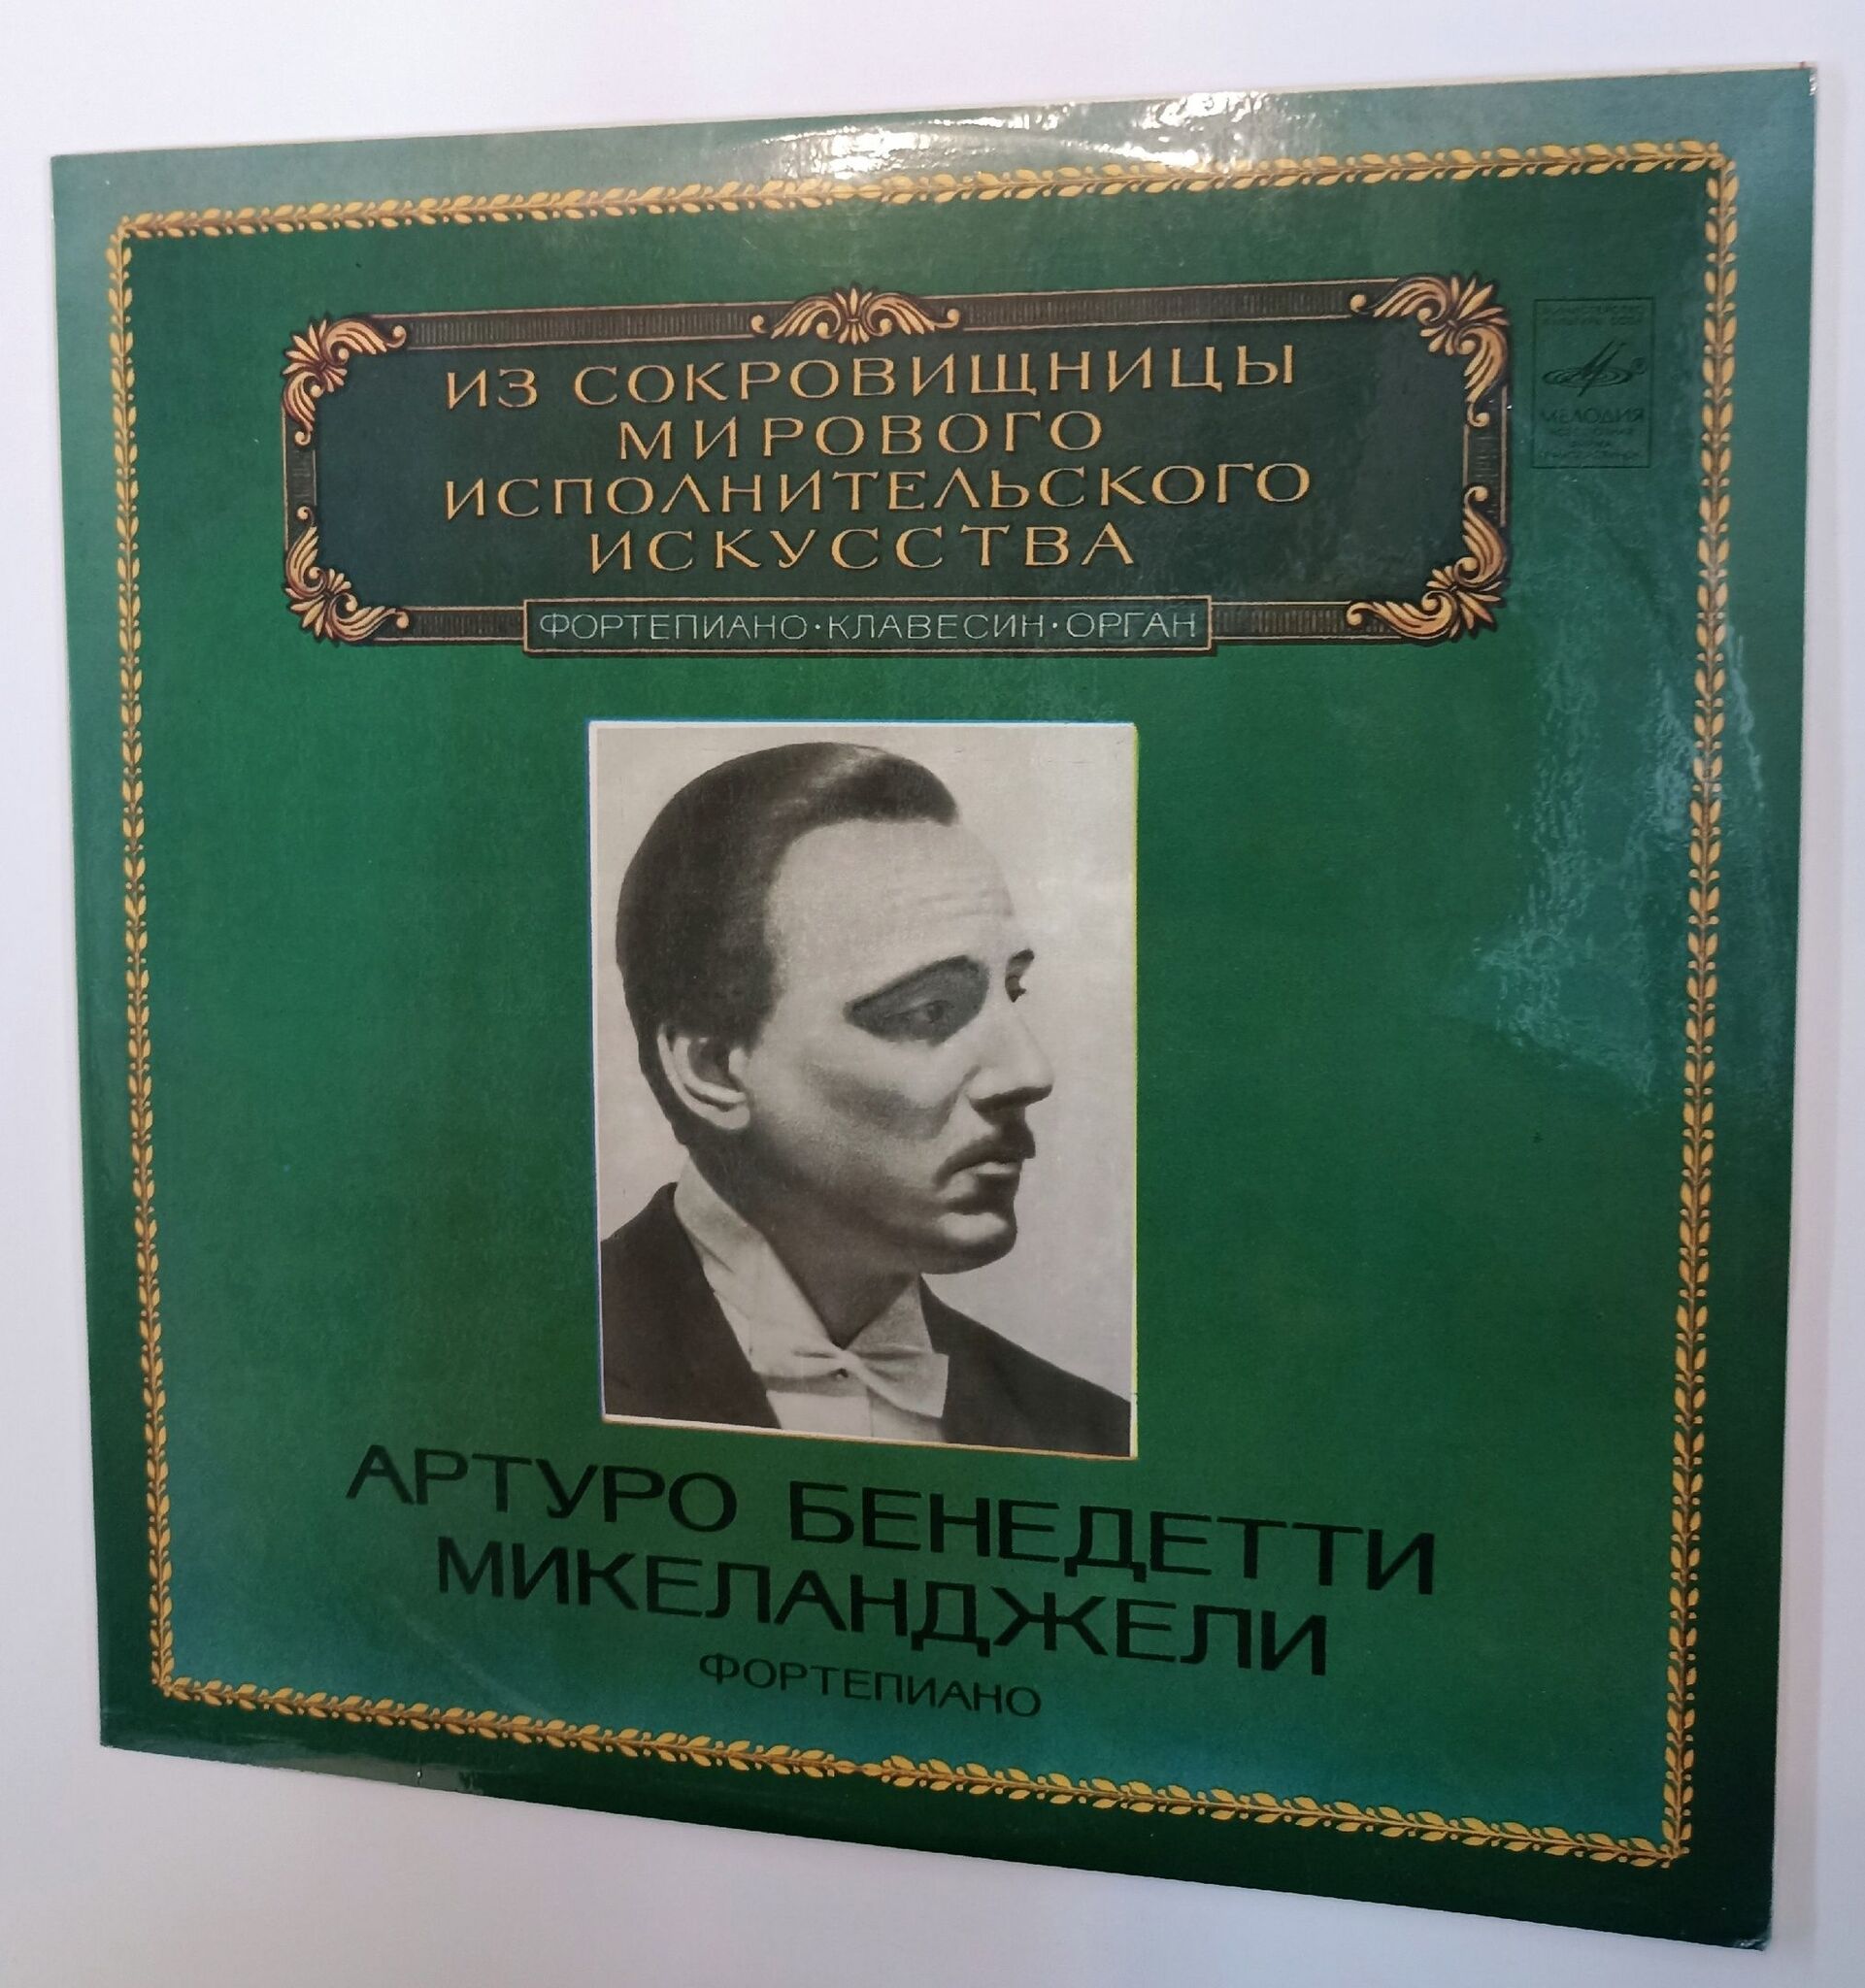 ИЗ СОКРОВИЩНИЦЫ
МИРОВОГО
ИСПОЛНИТЕЛЬСКОГО
ИСКУССТВА
ФОРТЕПИАНО·КЛАВЕСИН·ОРГАН
МЕЛОДИЯ
АРТУРО БЕНЕДЕТТИ
МИКЕЛАНДЖЕЛИ
ФОРТЕПИАНО